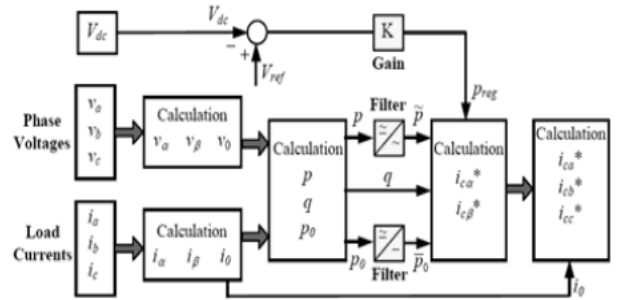 V_dc
V_dc
−
+
V_ref
K
Gain
p_reg
Phase
Voltages
v_a
v_b
v_c
Calculation
v_α v_β v_0
Calculation
p
q
p_0
p
Filter
p̃
q
p_0
Filter
p̄_0
Calculation
i_cα*
i_cβ*
Calculation
i_ca*
i_cb*
i_cc*
Load
Currents
i_a
i_b
i_c
Calculation
i_α i_β i_0
i_0